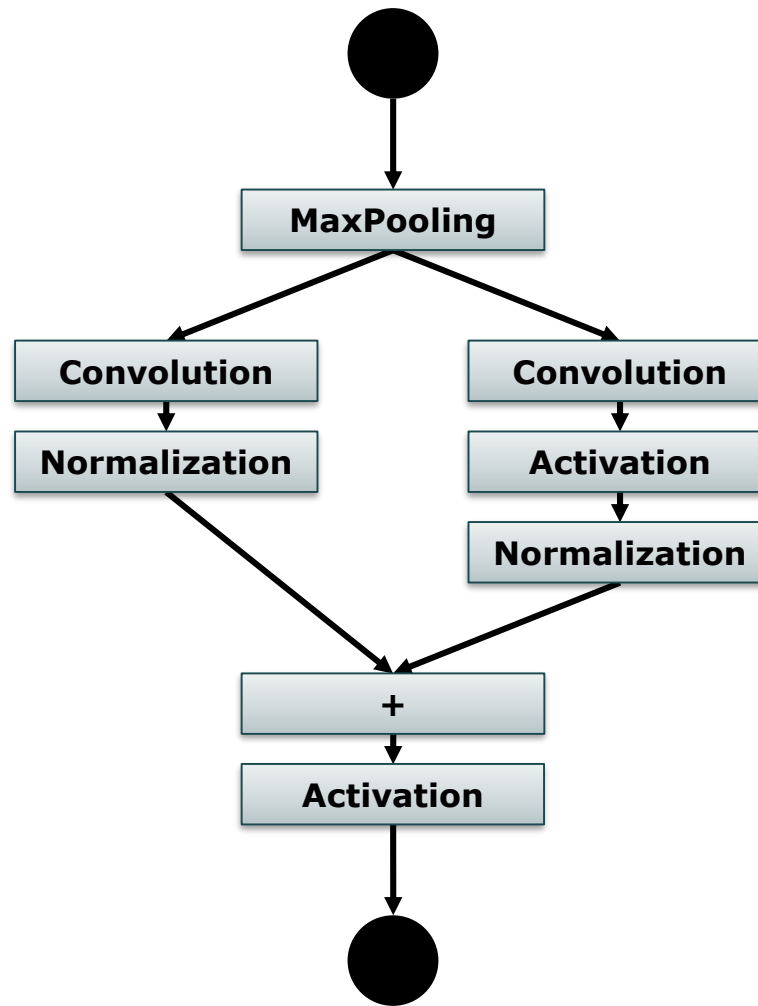 MaxPooling
Convolution
Convolution
Normalization
Activation
Normalization
+
Activation